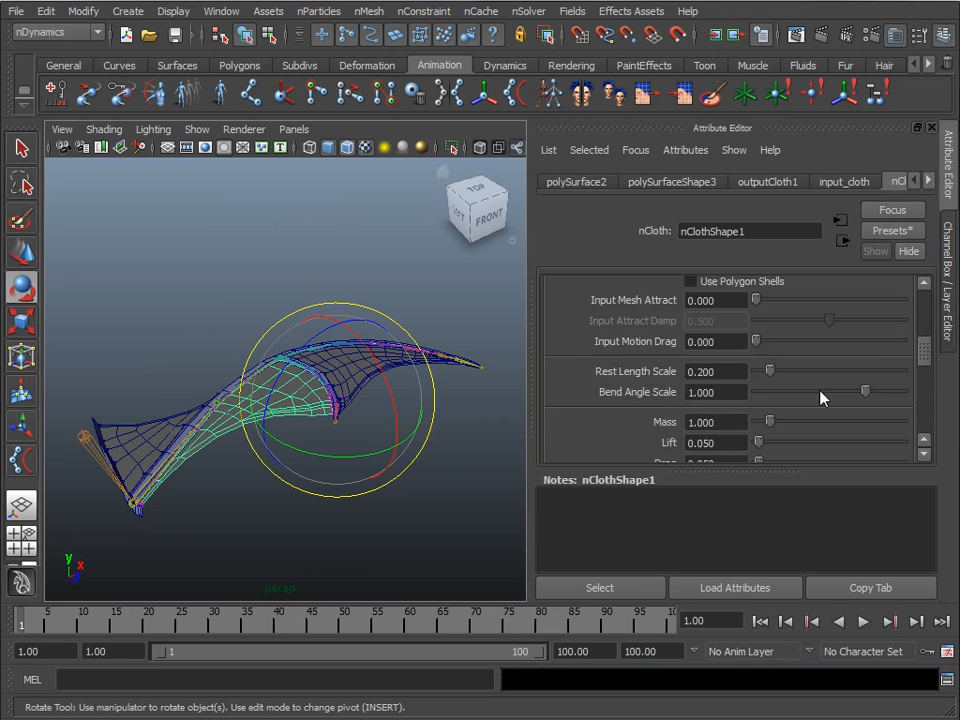 File Edit Modify Create Display Window Assets nParticles nMesh nConstraint nCache nSolver Fields Effects Assets Help
nDynamics
General Curves Surfaces Polygons Subdivs Deformation Animation Dynamics Rendering PaintEffects Toon Muscle Fluids Fur Hair
View Shading Lighting Show Renderer Panels
Attribute Editor
List Selected Focus Attributes Show Help
polySurface2 polySurfaceShape3 outputCloth1 input_cloth nCl
Focus
nCloth: nClothShape1 Presets*
Show Hide
Use Polygon Shells
Input Mesh Attract 0.000
Input Attract Damp 0.500
Input Motion Drag 0.000
Rest Length Scale 0.200
Bend Angle Scale 1.000
Mass 1.000
Lift 0.050
Notes: nClothShape1
Select Load Attributes Copy Tab
TOP
LEFT FRONT
y
x
z
persp
Attribute Editor
Channel Box / Layer Editor
1 5 10 15 20 25 30 35 40 45 50 55 60 65 70 75 80 85 90 95 10 1.00
1.00 1.00 1 100 100.00 100.00 No Anim Layer No Character Set
MEL
Rotate Tool: Use manipulator to rotate object(s). Use edit mode to change pivot (INSERT).